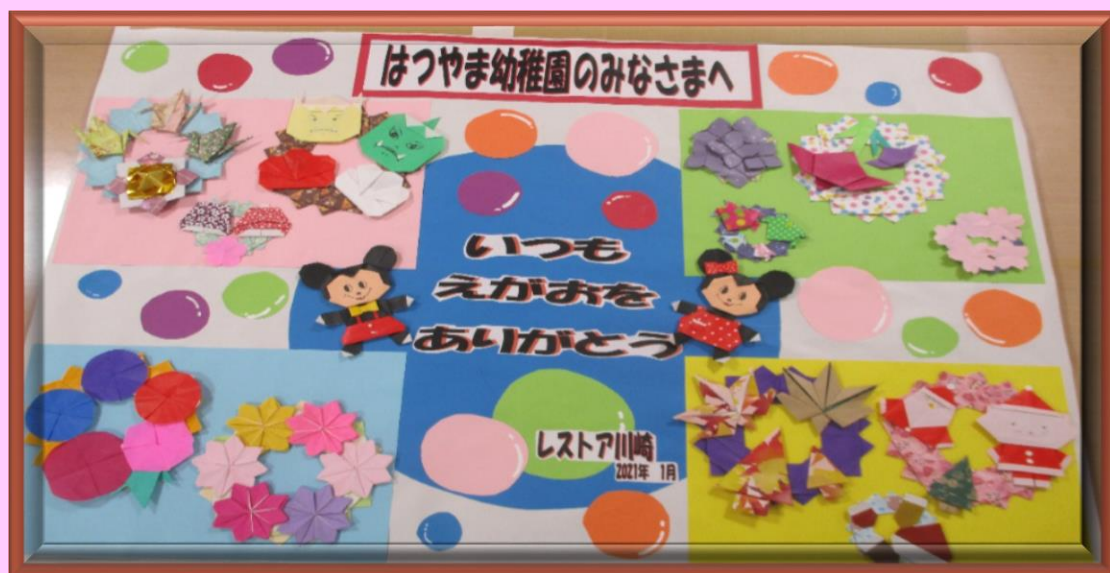 はつやま幼稚園のみなさまへ
いつも
えがおを
ありがとう
レストア川崎
2021年 1月